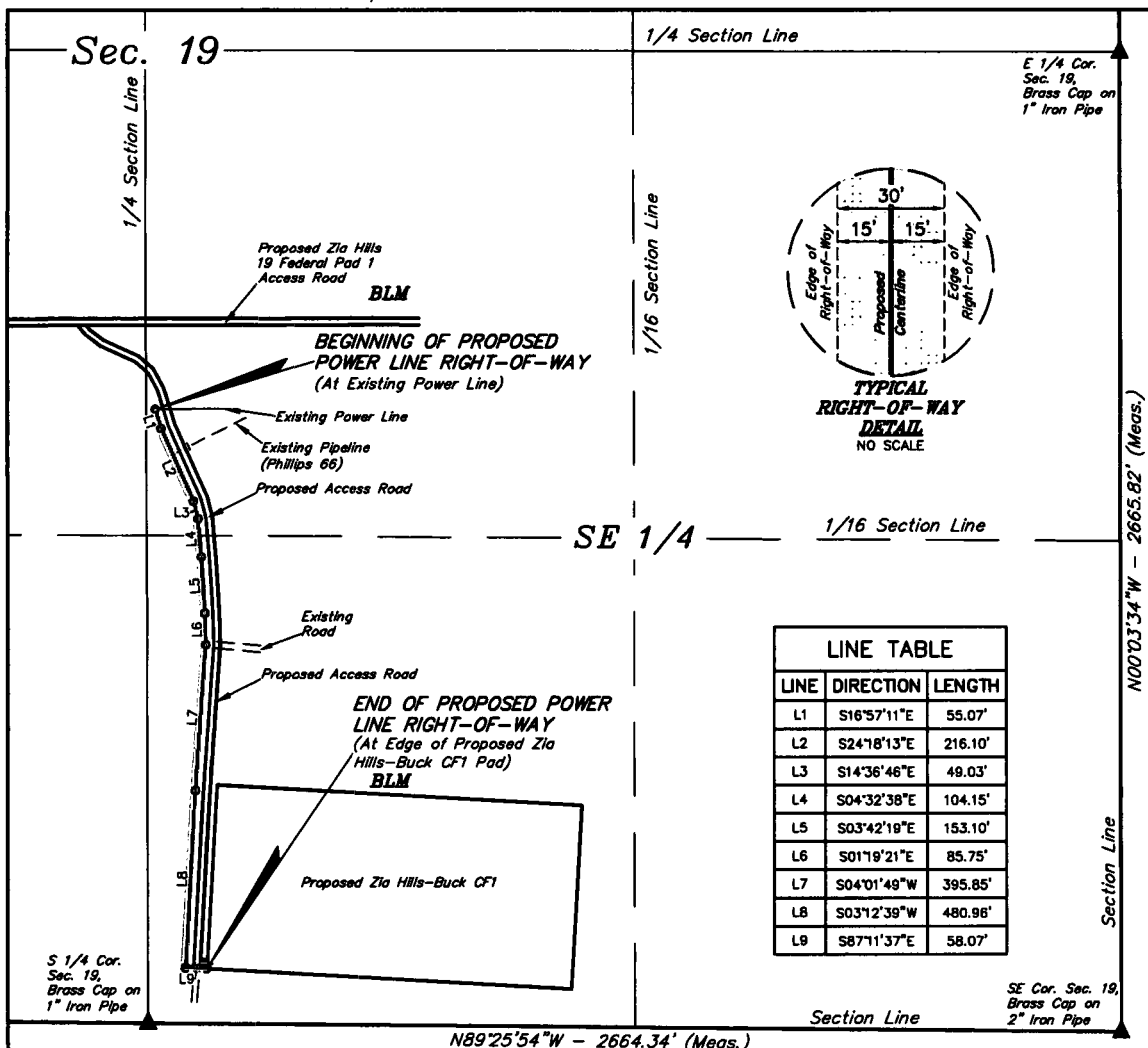 Sec. 19
1/4 Section Line
E 1/4 Cor.
Sec. 19,
Brass Cap on
1" Iron Pipe
1/4 Section Line
1/16 Section Line
30'
15' 15'
Edge of
Right-of-Way
Proposed
Centerline
Edge of
Right-of-Way
TYPICAL
RIGHT-OF-WAY
DETAIL
NO SCALE
Proposed Zia Hills
19 Federal Pad 1
Access Road
BLM
BEGINNING OF PROPOSED
POWER LINE RIGHT-OF-WAY
(At Existing Power Line)
Existing Power Line
Existing Pipeline
(Phillips 66)
Proposed Access Road
L1
L2
L3
L4
L5
L6
L7
L8
L9
SE 1/4
1/16 Section Line
N00°03'34"W - 2665.82' (Meas.)
Existing
Road
Proposed Access Road
END OF PROPOSED POWER
LINE RIGHT-OF-WAY
(At Edge of Proposed Zia
Hills-Buck CF1 Pad)
BLM
Proposed Zia Hills-Buck CF1
LINE TABLE
LINE DIRECTION LENGTH
L1 S16°57'11"E 55.07'
L2 S24°18'13"E 216.10'
L3 S14°36'46"E 49.03'
L4 S04°32'38"E 104.15'
L5 S03°42'19"E 153.10'
L6 S01°19'21"E 85.75'
L7 S04°01'49"W 395.85'
L8 S03°12'39"W 480.96'
L9 S87°11'37"E 58.07'
Section Line
S 1/4 Cor.
Sec. 19,
Brass Cap on
1" Iron Pipe
SE Cor. Sec. 19,
Brass Cap on
2" Iron Pipe
Section Line
N89°25'54"W - 2664.34' (Meas.)